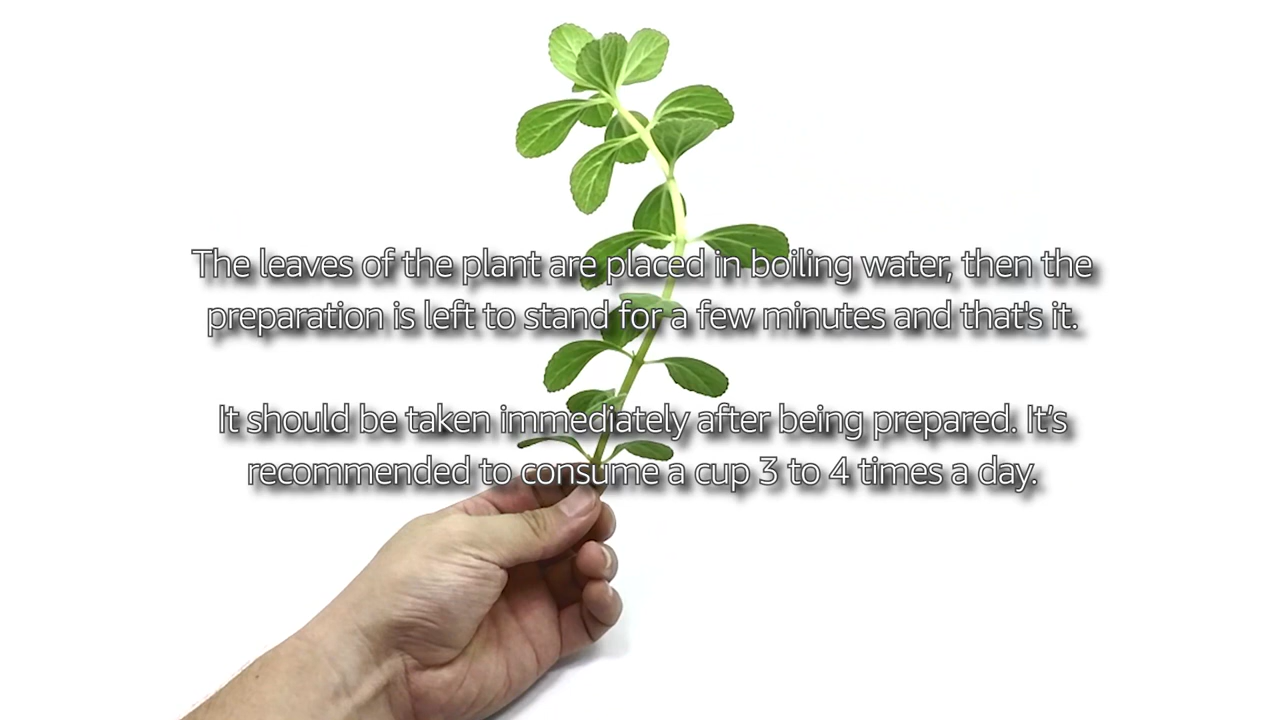 The leaves of the plant are placed in boiling water, then the
preparation is left to stand for a few minutes and that's it.
It should be taken immediately after being prepared. It’s
recommended to consume a cup 3 to 4 times a day.